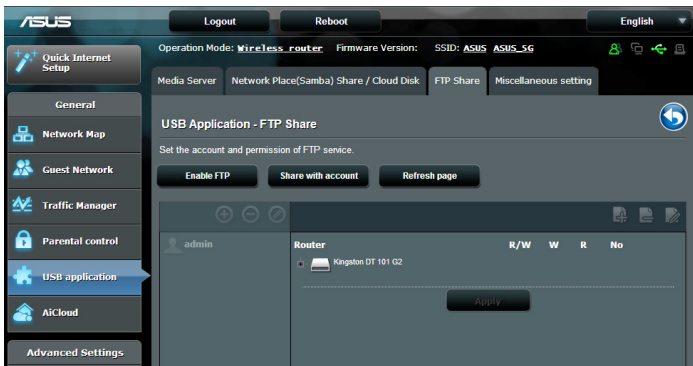 ASUS
Logout
Reboot
English
Quick Internet Setup
Operation Mode: Wireless router Firmware Version: SSID: ASUS ASUS_5G
Media Server
Network Place(Samba) Share / Cloud Disk
FTP Share
Miscellaneous setting
General
Network Map
Guest Network
Traffic Manager
Parental control
USB application
AiCloud
Advanced Settings
USB Application - FTP Share
Set the account and permission of FTP service.
Enable FTP
Share with account
Refresh page
admin
Router R/W W R No
Kingston DT 101 G2
Apply